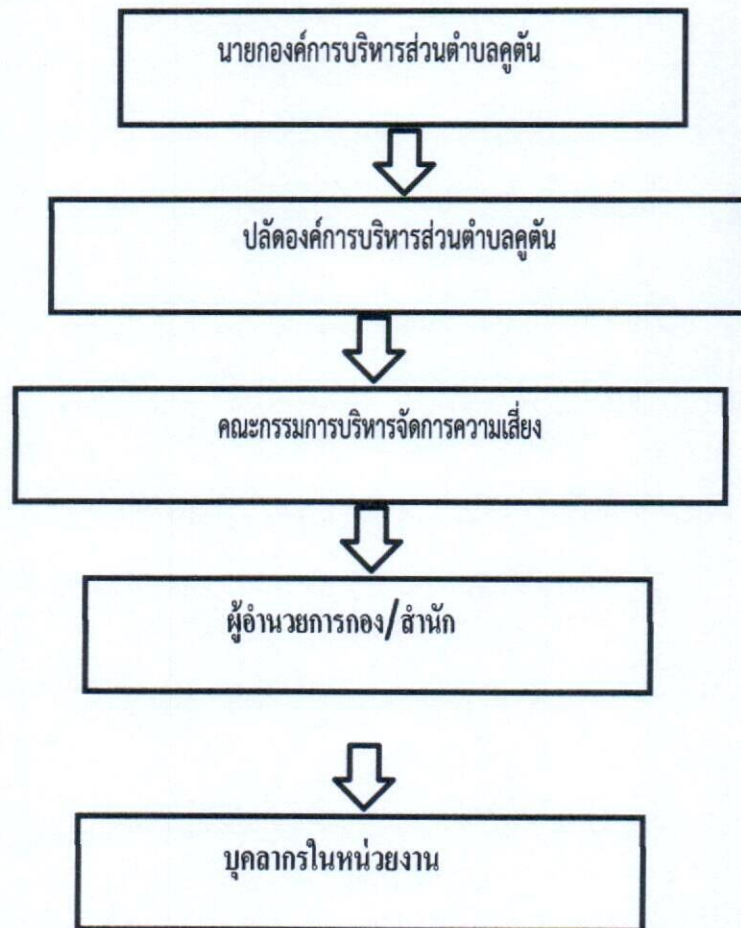 นายกองค์การบริหารส่วนตำบลคูตัน
ปลัดองค์การบริหารส่วนตำบลคูตัน
คณะกรรมการบริหารจัดการความเสี่ยง
ผู้อำนวยการกอง/สำนัก
บุคลากรในหน่วยงาน